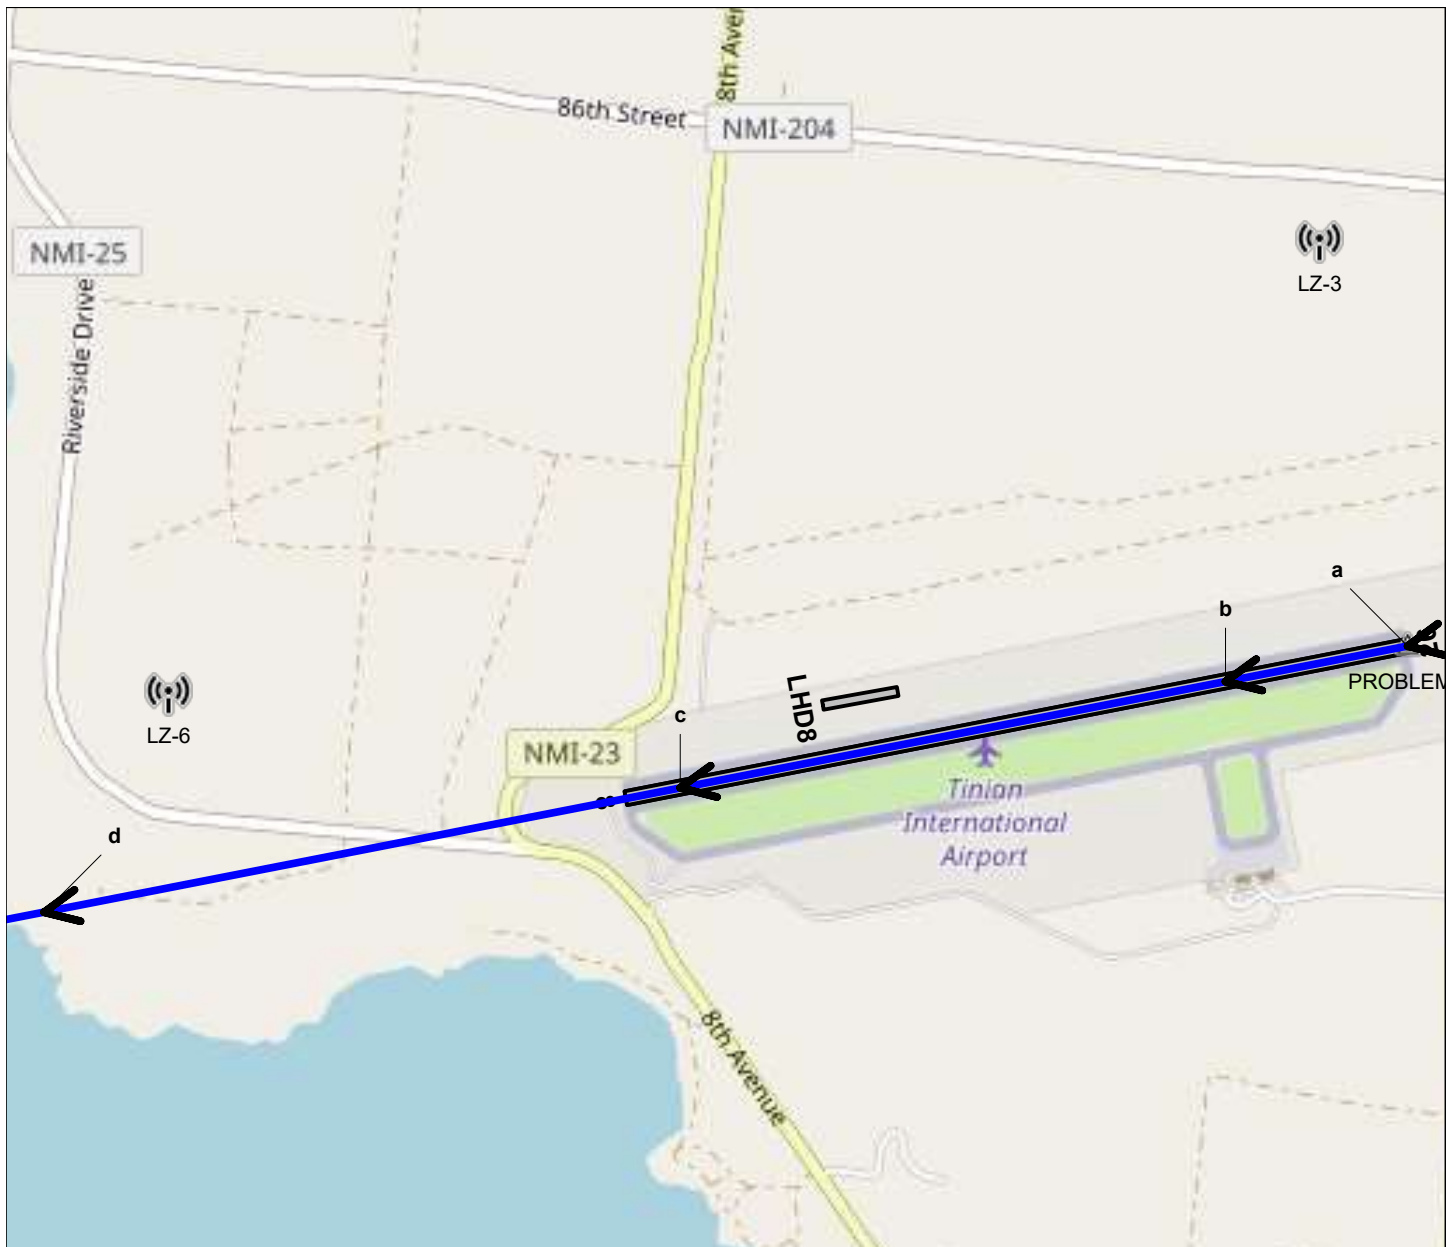 8th Aven
86th Street
NMI-204
NMI-25
LZ-3
Riverside Drive
a
b
PROBLEM
LHD8
LZ-6
c
NMI-23
Tinian
International
Airport
d
8th Avenue